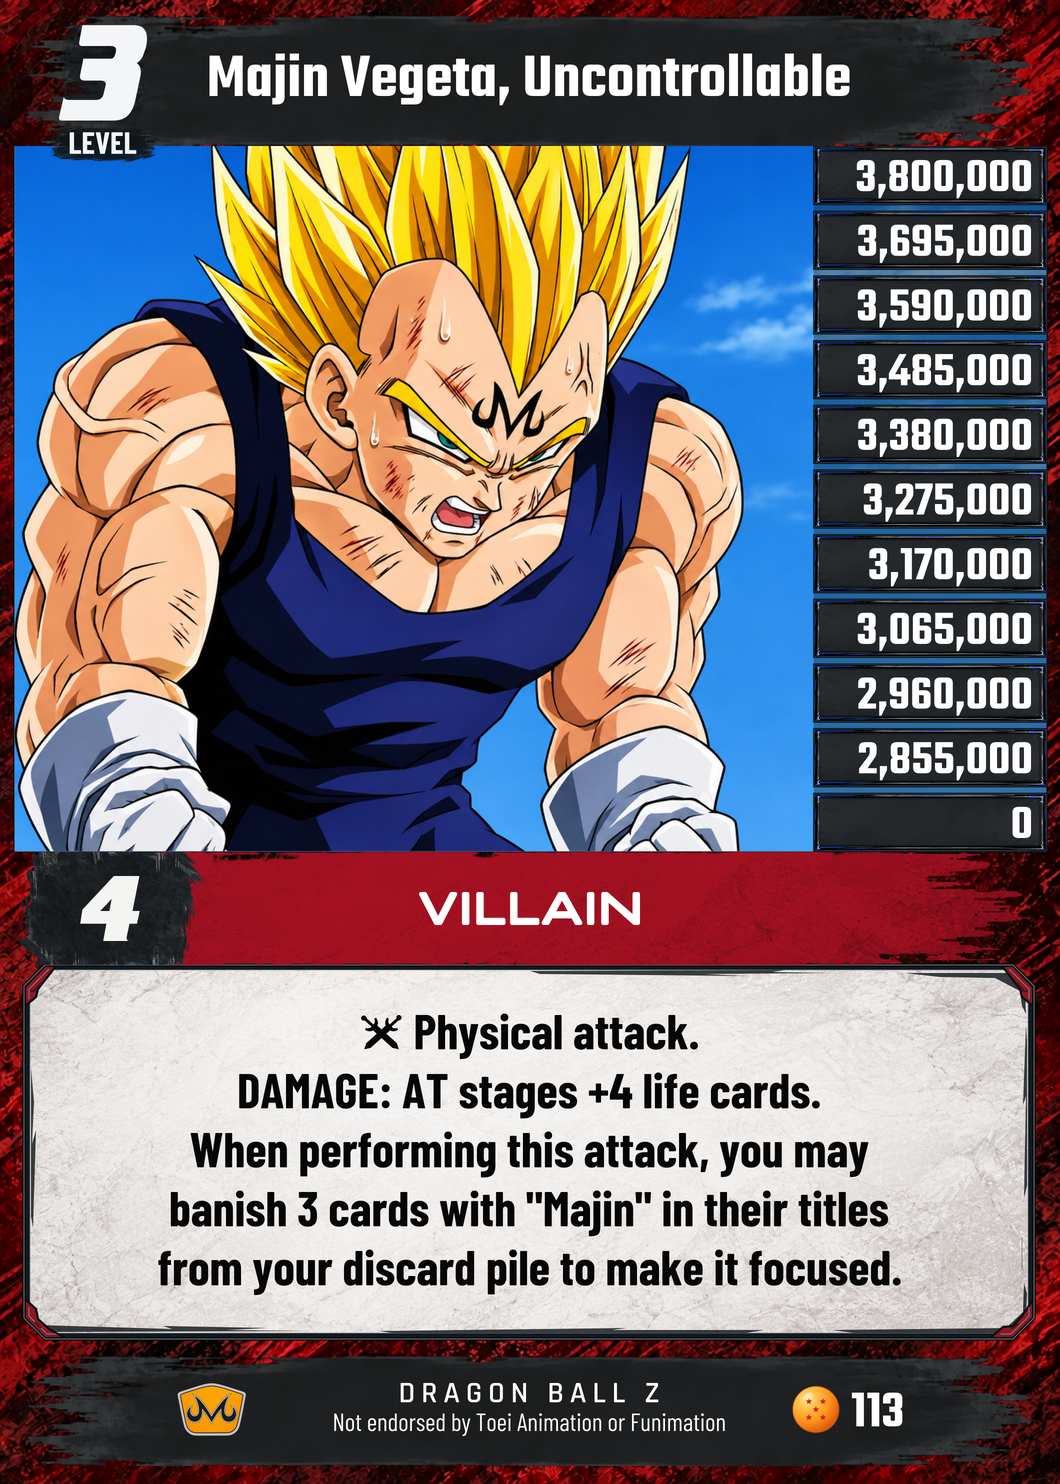 3
LEVEL
Majin Vegeta, Uncontrollable
3,800,000
3,695,000
3,590,000
3,485,000
3,380,000
3,275,000
3,170,000
3,065,000
2,960,000
2,855,000
0
4
VILLAIN
Physical attack.
DAMAGE: AT stages +4 life cards.
When performing this attack, you may
banish 3 cards with "Majin" in their titles
from your discard pile to make it focused.
DRAGON BALL Z
Not endorsed by Toei Animation or Funimation
113